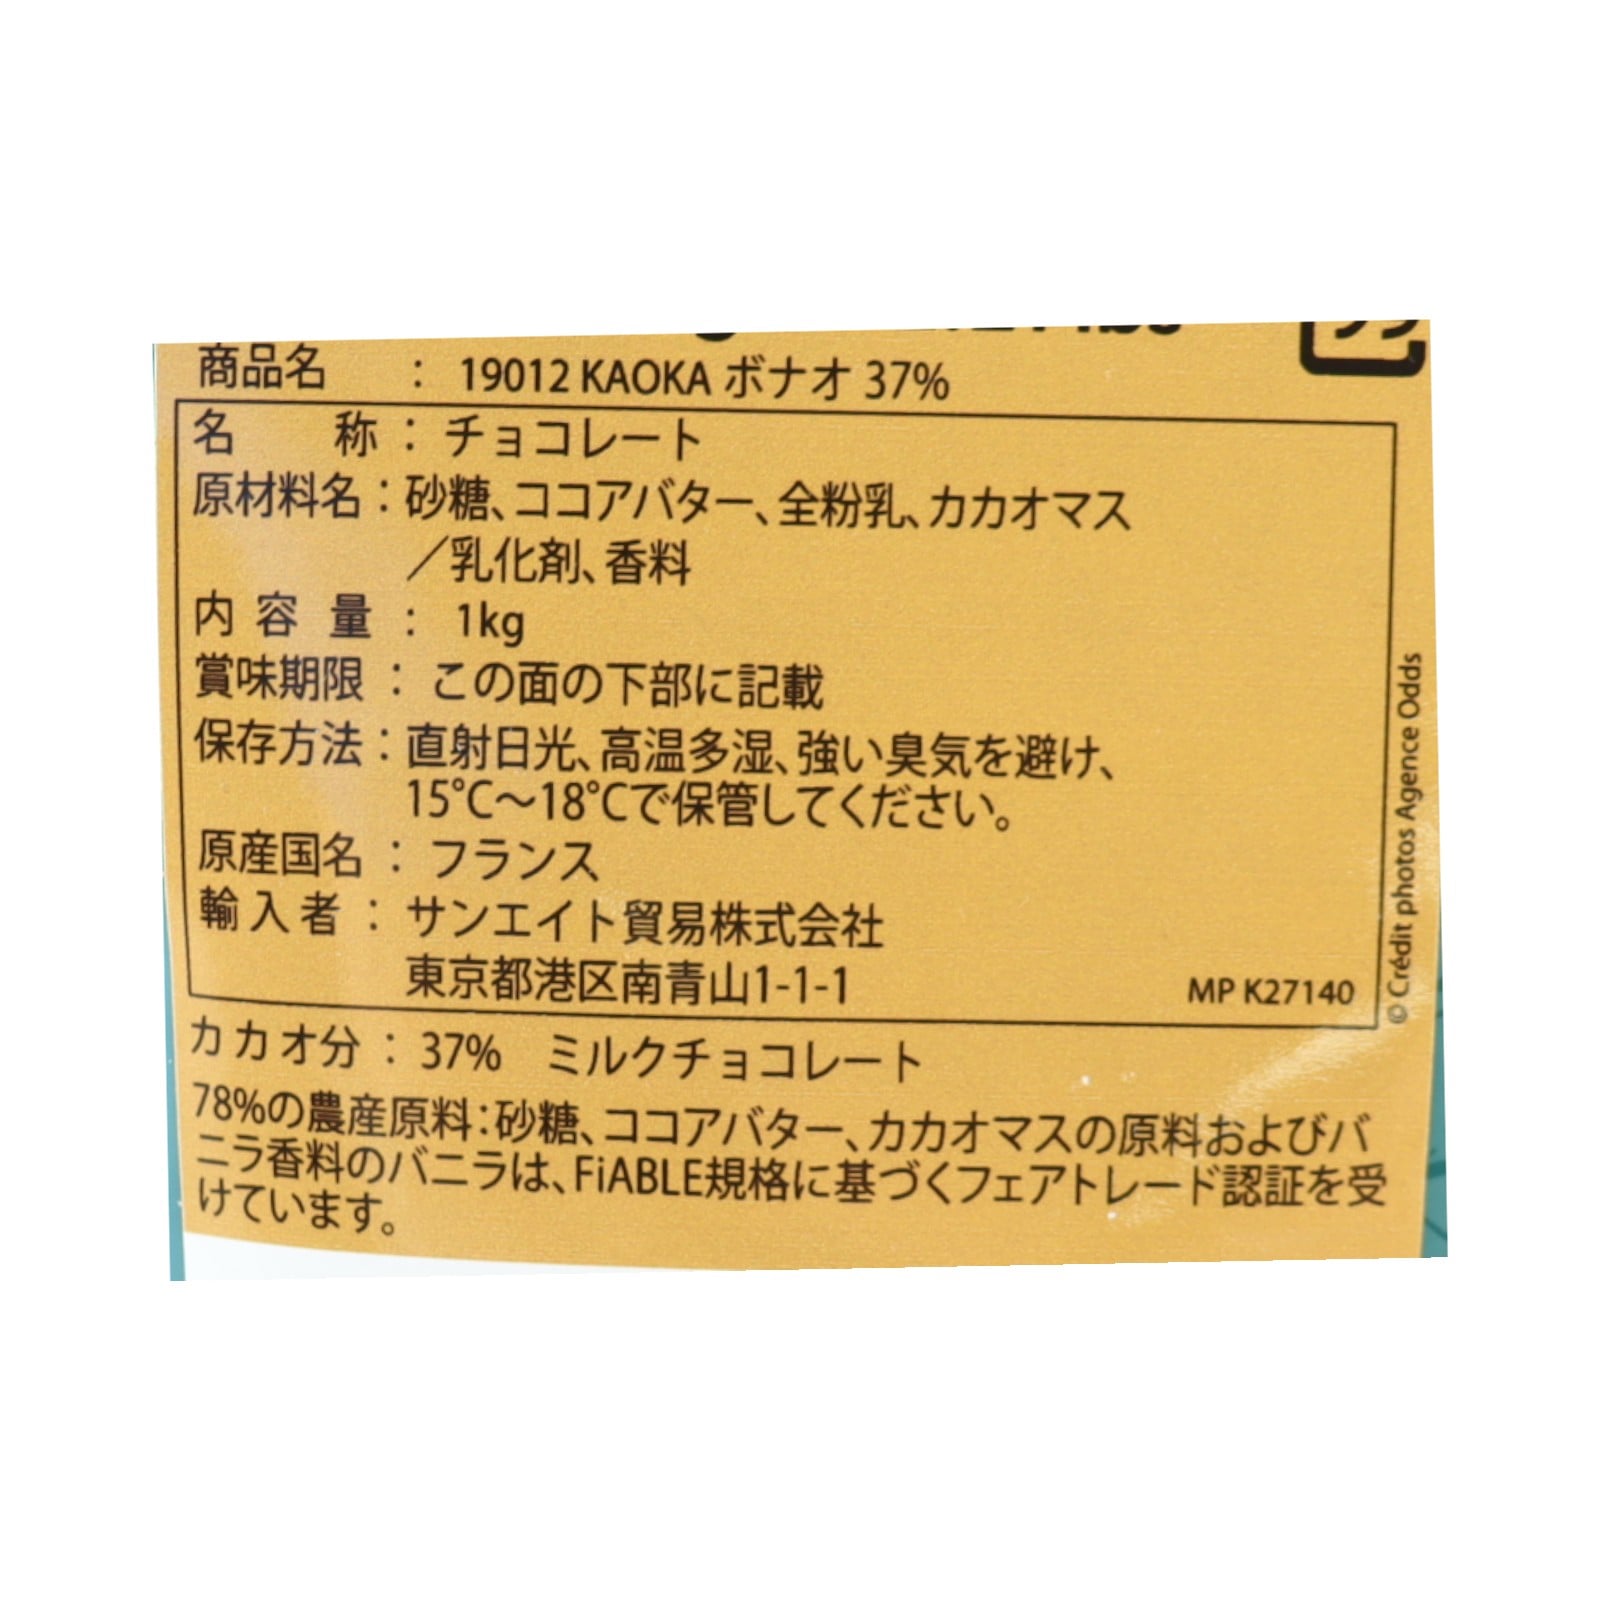 商品名 : 19012 KAOKA ボナオ 37%
名 称 : チョコレート
原材料名 : 砂糖、ココアバター、全粉乳、カカオマス
／乳化剤、香料
内 容 量 : 1kg
賞味期限 : この面の下部に記載
保存方法 : 直射日光、高温多湿、強い臭気を避け、
15℃～18℃で保管してください。
原産国名 : フランス
輸 入 者 : サンエイト貿易株式会社
東京都港区南青山1-1-1
MP K27140
© Crédit photos Agence Odds
カ カ オ 分 : 37% ミルクチョコレート
78%の農産原料：砂糖、ココアバター、カカオマスの原料およびバ
ニラ香料のバニラは、FiABLE規格に基づくフェアトレード認証を受
けています。